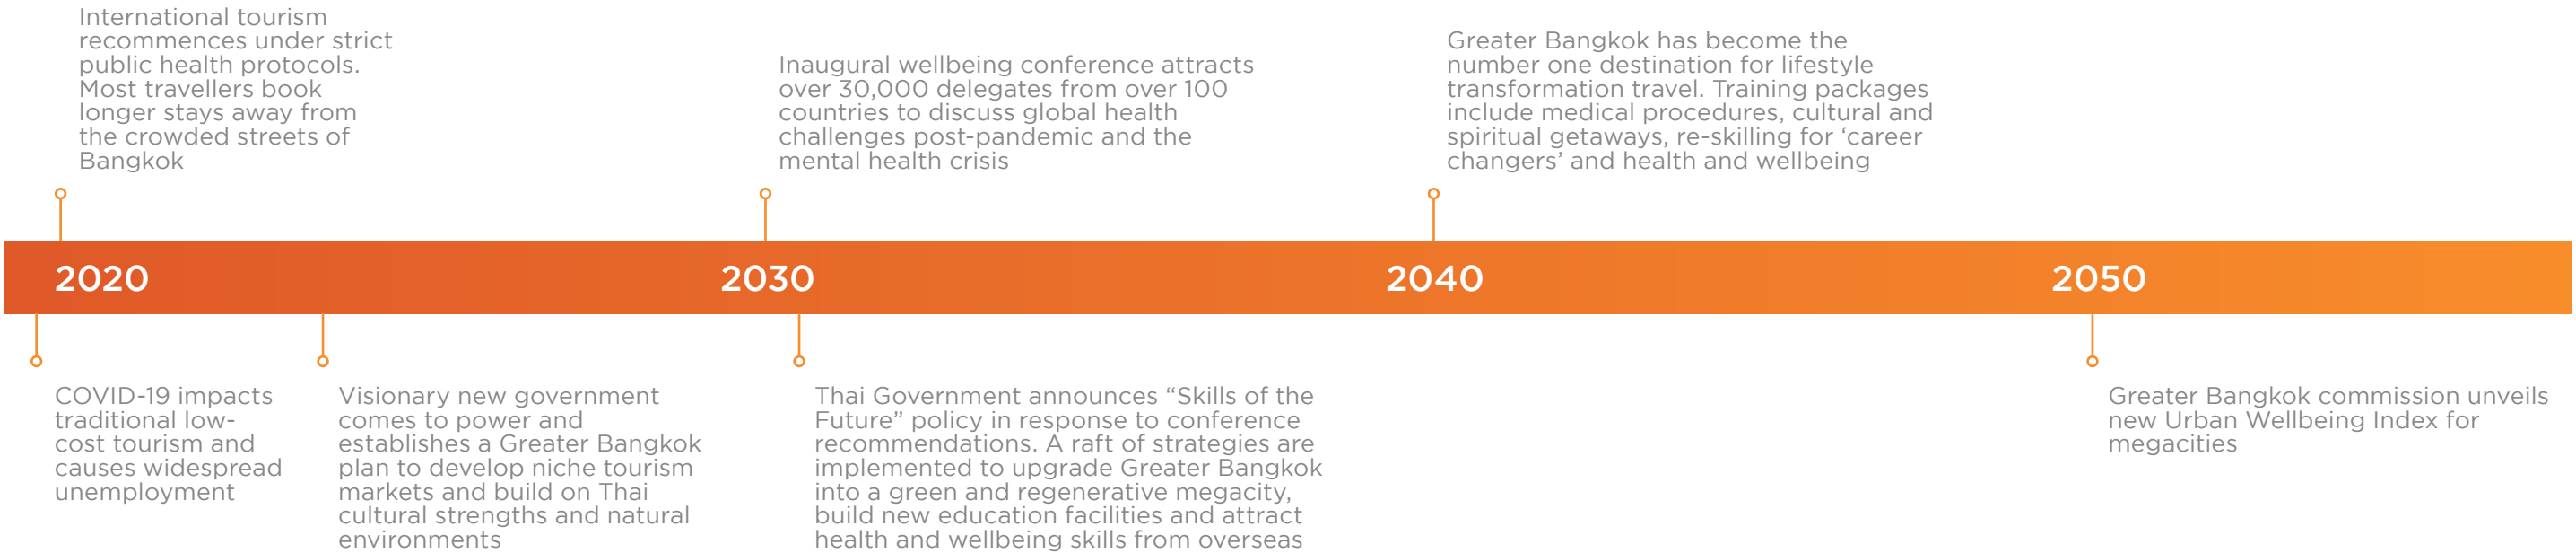 International tourism
recommences under strict
public health protocols.
Most travellers book
longer stays away from
the crowded streets of
Bangkok
Inaugural wellbeing conference attracts
over 30,000 delegates from over 100
countries to discuss global health
challenges post-pandemic and the
mental health crisis
Greater Bangkok has become the
number one destination for lifestyle
transformation travel. Training packages
include medical procedures, cultural and
spiritual getaways, re-skilling for ‘career
changers’ and health and wellbeing
2020
2030
2040
2050
COVID-19 impacts
traditional low-
cost tourism and
causes widespread
unemployment
Visionary new government
comes to power and
establishes a Greater Bangkok
plan to develop niche tourism
markets and build on Thai
cultural strengths and natural
environments
Thai Government announces “Skills of the
Future” policy in response to conference
recommendations. A raft of strategies are
implemented to upgrade Greater Bangkok
into a green and regenerative megacity,
build new education facilities and attract
health and wellbeing skills from overseas
Greater Bangkok commission unveils
new Urban Wellbeing Index for
megacities